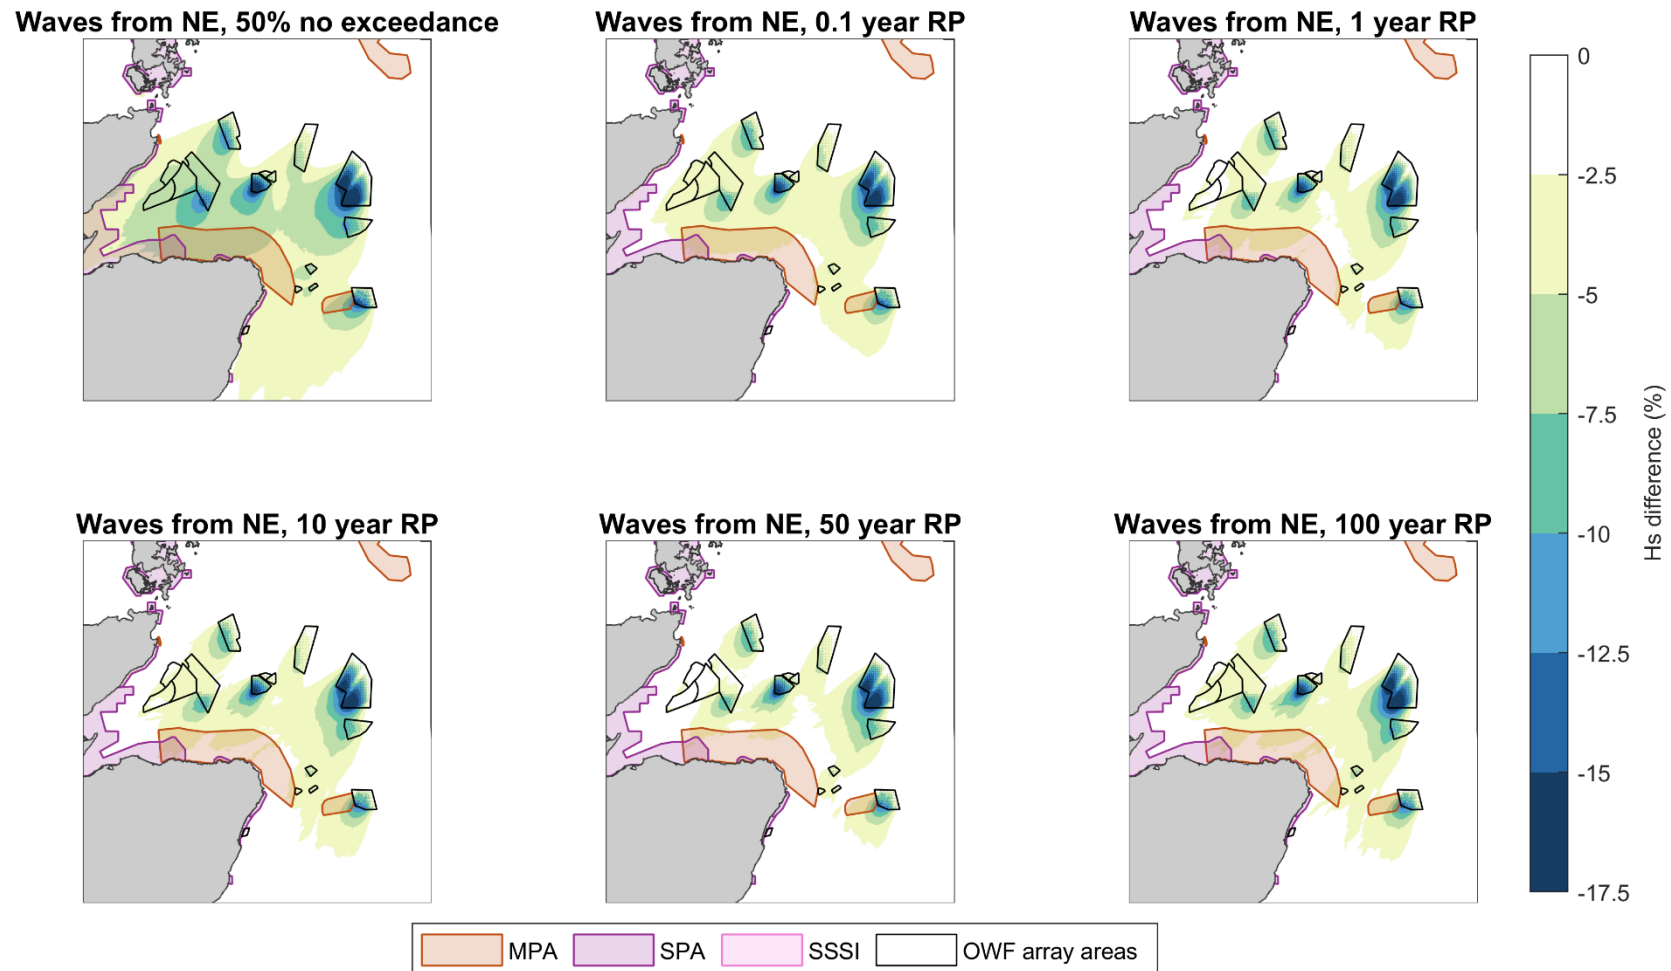 Waves from NE, 50% no exceedance
Waves from NE, 0.1 year RP
Waves from NE, 1 year RP
0
-2.5
-5
-7.5
-10
-12.5
-15
-17.5
Hs difference (%)
Waves from NE, 10 year RP
Waves from NE, 50 year RP
Waves from NE, 100 year RP
MPA
SPA
SSSI
OWF array areas